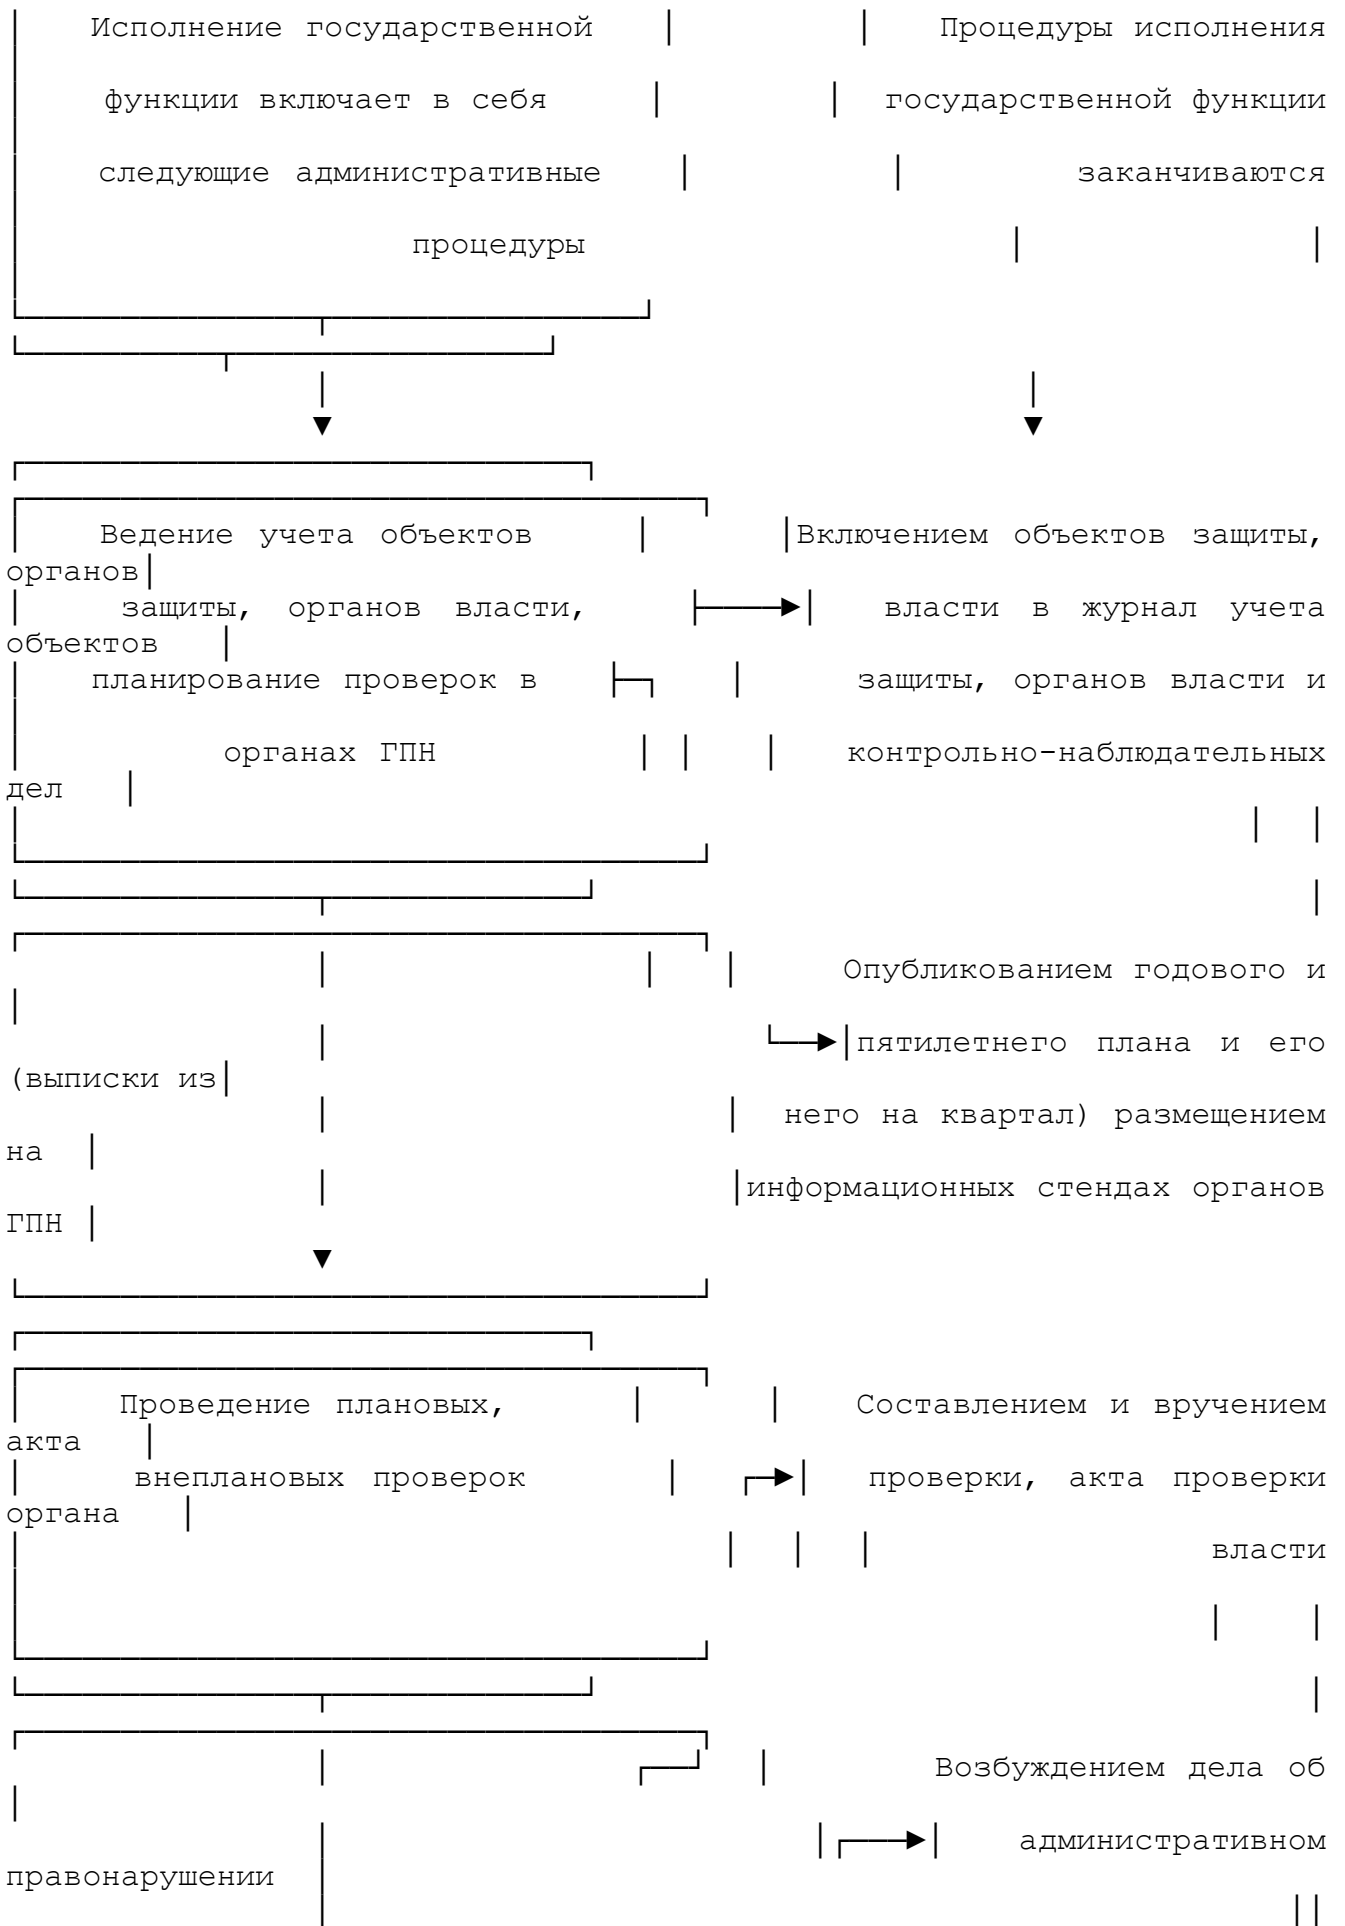 Исполнение государственной Процедуры исполнения
функции включает в себя государственной функции
следующие административные заканчиваются
процедуры
Ведение учета объектов Включением объектов защиты,
органов
защиты, органов власти, власти в журнал учета
объектов
планирование проверок в защиты, органов власти и
органах ГПН контрольно-наблюдательных
дел
Опубликованием годового и
пятилетнего плана и его
(выписки из
него на квартал) размещением
на
информационных стендах органов
ГПН
Проведение плановых, Составлением и вручением
акта
внеплановых проверок проверки, акта проверки
органа
власти
Возбуждением дела об
административном
правонарушении